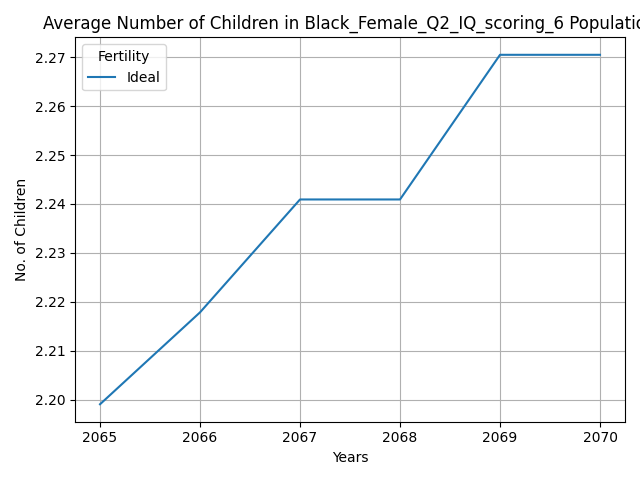 Average Number of Children in Black_Female_Q2_IQ_scoring_6 Populatio
Fertility
Ideal
No. of Children
2.27
2.26
2.25
2.24
2.23
2.22
2.21
2.20
2065 2066 2067 2068 2069 2070
Years